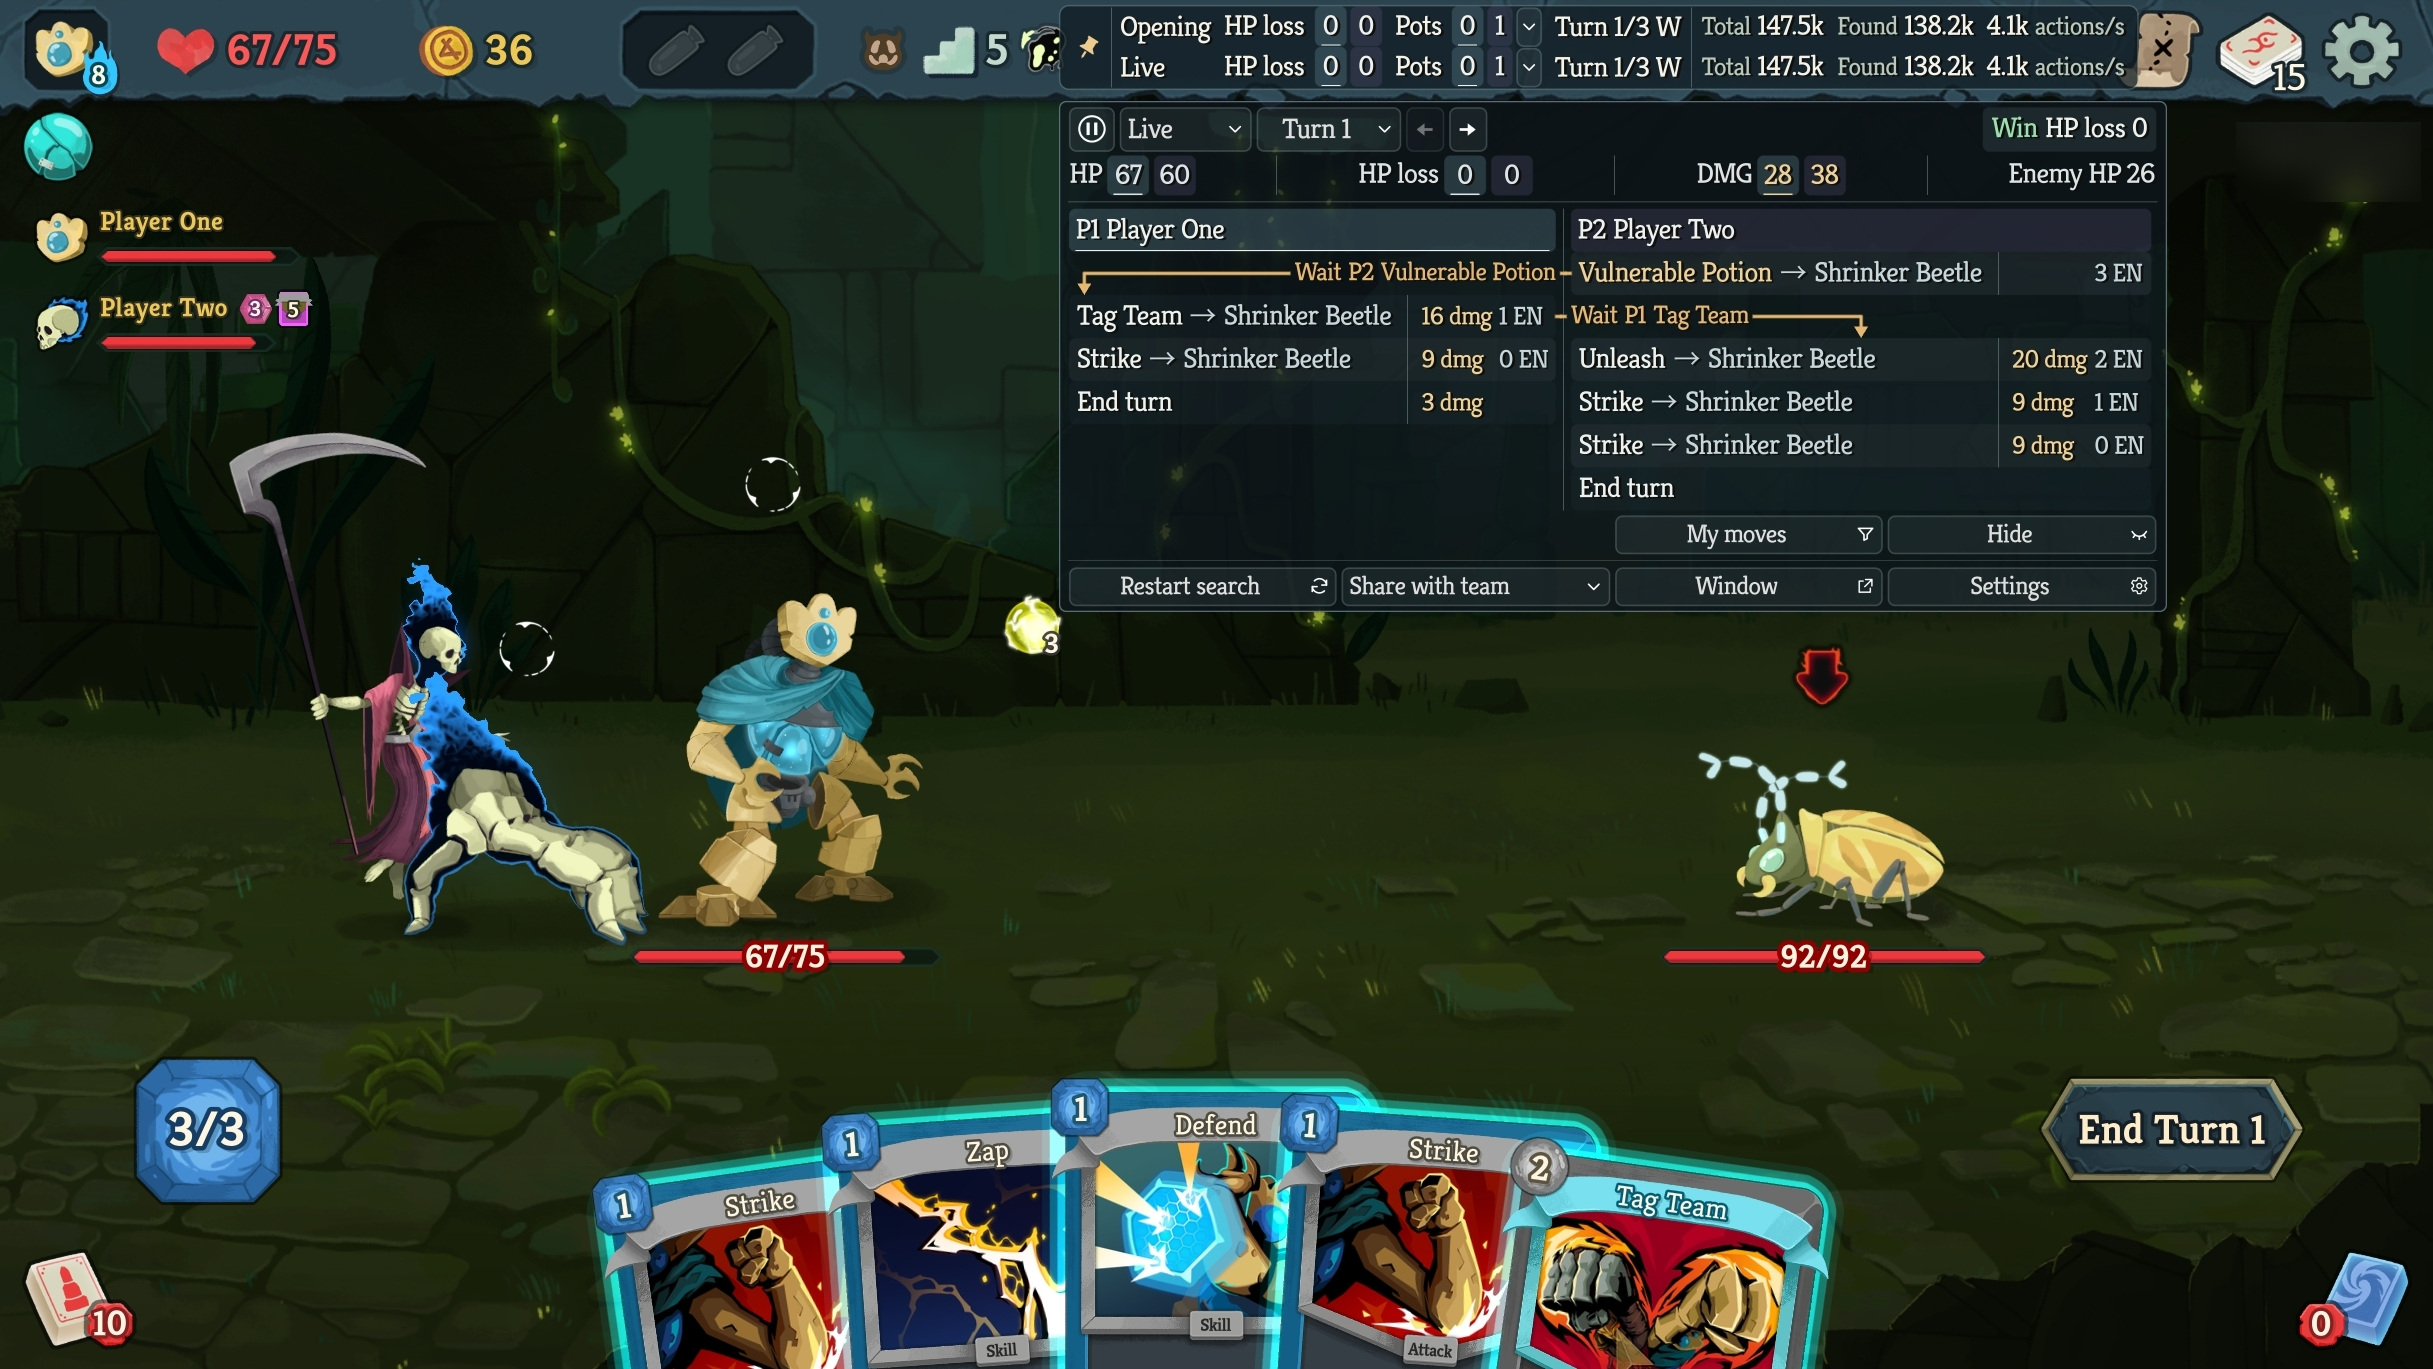 8
67/75
36
5
Opening HP loss 0 0 Pots 0 1 Turn 1/3 W Total 147.5k Found 138.2k 4.1k actions/s
Live HP loss 0 0 Pots 0 1 Turn 1/3 W Total 147.5k Found 138.2k 4.1k actions/s
15
Live Turn 1 ← → Win HP loss 0
HP 67 60 HP loss 0 0 DMG 28 38 Enemy HP 26
Player One
Player Two 3 5
P1 Player One
Wait P2 Vulnerable Potion
Tag Team → Shrinker Beetle 16 dmg 1 EN
Strike → Shrinker Beetle 9 dmg 0 EN
End turn 3 dmg
P2 Player Two
Vulnerable Potion → Shrinker Beetle 3 EN
Wait P1 Tag Team
Unleash → Shrinker Beetle 20 dmg 2 EN
Strike → Shrinker Beetle 9 dmg 1 EN
Strike → Shrinker Beetle 9 dmg 0 EN
End turn
My moves Hide
Restart search Share with team Window Settings
3
67/75
92/92
3/3
End Turn 1
1 Strike
1 Zap
Skill
1 Defend
Skill
1 Strike
Attack
2 Tag Team
10
0